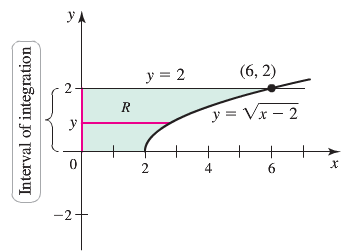 y
Interval of integration
y = 2
(6, 2)
2
R
y = √x − 2
y
0
2
4
6
x
−2